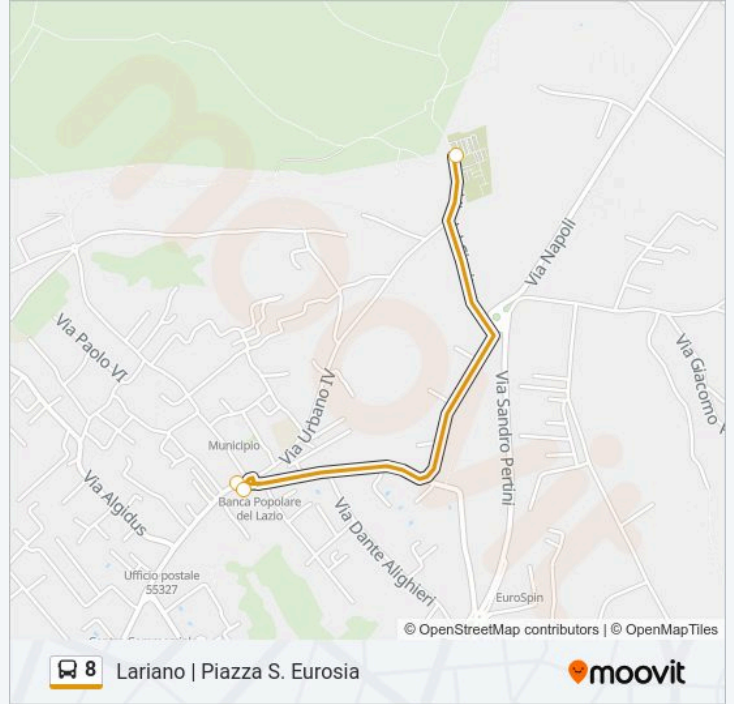 Via Napoli
Via Paolo VI
Via Giacomo
Via Urbano IV
Via Sandro Pertini
Municipio
Via Algidus
Banca Popolare
del Lazio
Via Dante Alighieri
Ufficio postale
55327
EuroSpin
© OpenStreetMap contributors | © OpenMapTiles
8 Lariano | Piazza S. Eurosia
moovit